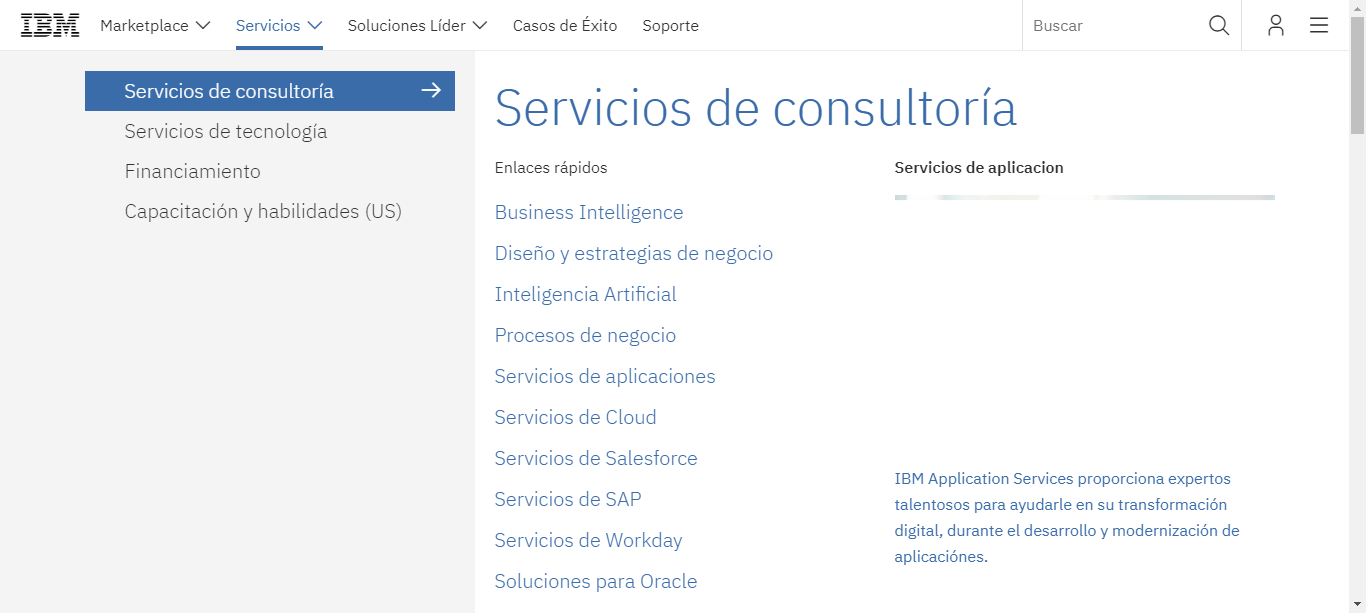 IBM
Marketplace
Servicios
Soluciones Líder
Casos de Éxito
Soporte
Buscar
Servicios de consultoría
Servicios de tecnología
Financiamiento
Capacitación y habilidades (US)
Servicios de consultoría
Enlaces rápidos
Business Intelligence
Diseño y estrategias de negocio
Inteligencia Artificial
Procesos de negocio
Servicios de aplicaciones
Servicios de Cloud
Servicios de Salesforce
Servicios de SAP
Servicios de Workday
Soluciones para Oracle
Servicios de aplicacion
IBM Application Services proporciona expertos
talentosos para ayudarle en su transformación
digital, durante el desarrollo y modernización de
aplicaciónes.